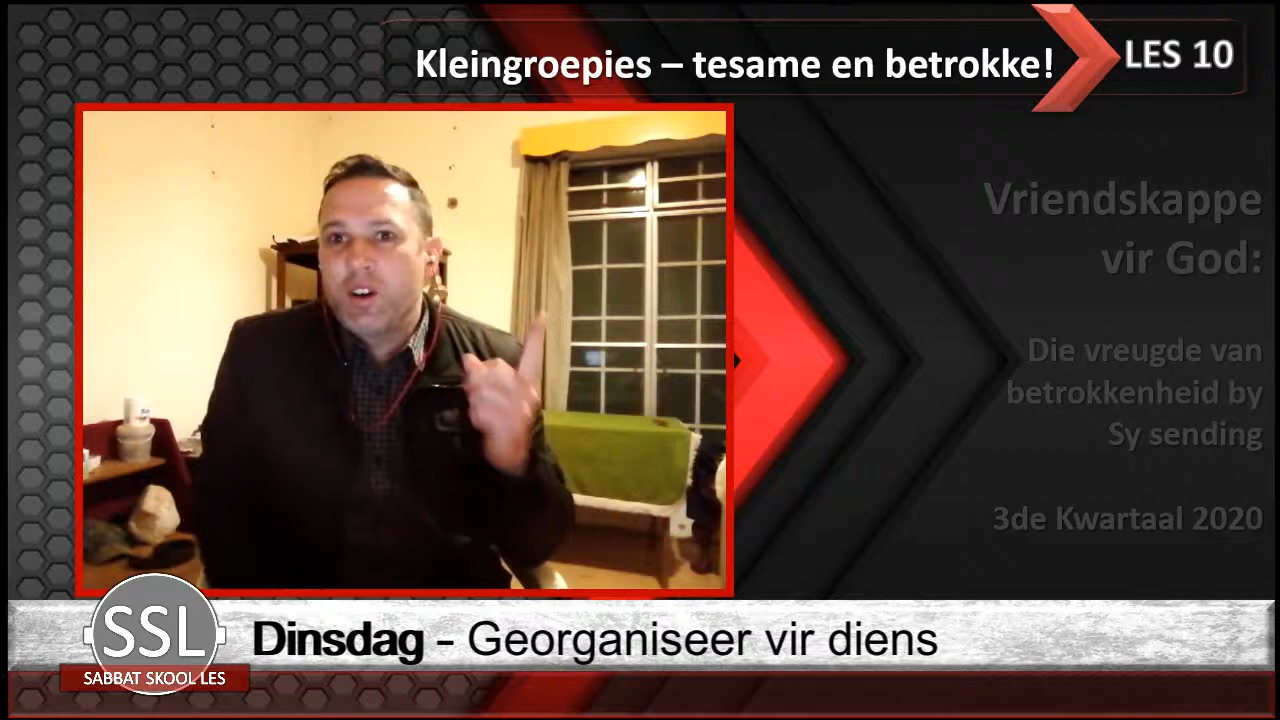 Kleingroepies – tesame en betrokke!
LES 10
Vriendskappe
vir God:
Die vreugde van
betrokkenheid by
Sy sending
3de Kwartaal 2020
SSL
SABBAT SKOOL LES
Dinsdag - Georganiseer vir diens